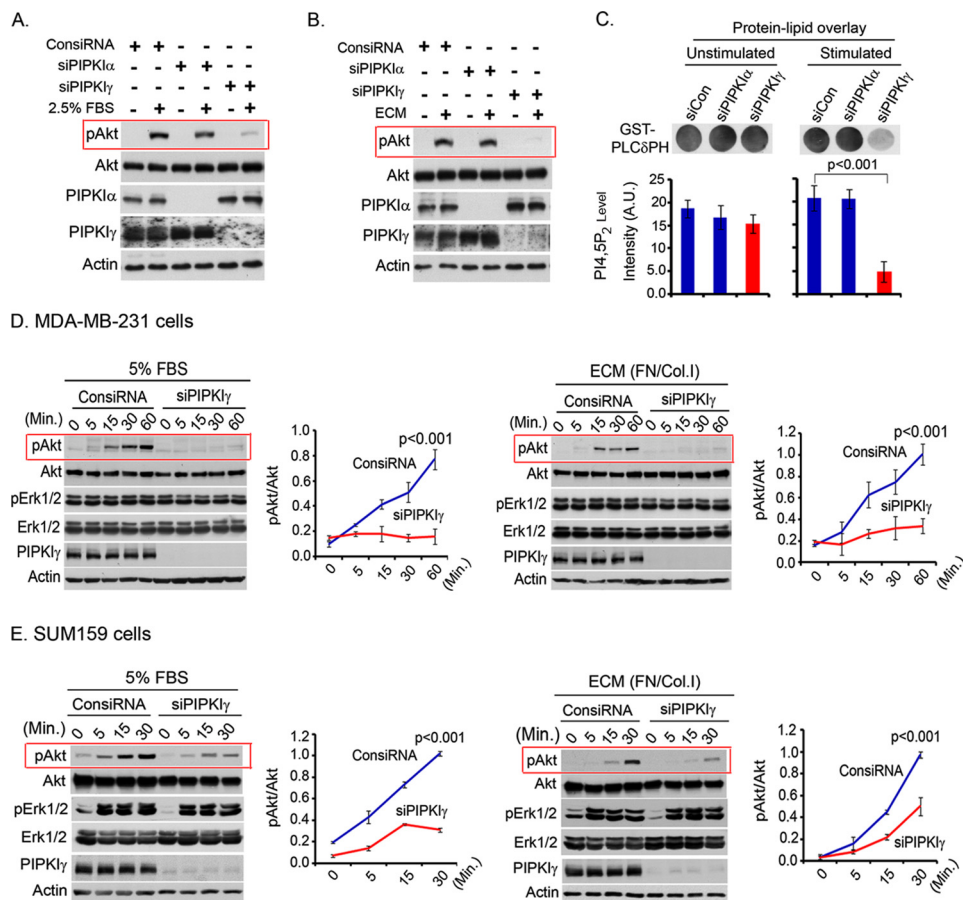 A.
ConsiRNA + + - - - -
siPIPKIα - - + + - -
siPIPKIγ - - - - + +
2.5% FBS - + - + - +
pAkt
Akt
PIPKIα
PIPKIγ
Actin
B.
ConsiRNA + + - - - -
siPIPKIα - - + + - -
siPIPKIγ - - - - + +
ECM - + - + - +
pAkt
Akt
PIPKIα
PIPKIγ
Actin
C.
Protein-lipid overlay
Unstimulated Stimulated
siCon siPIPKIα siPIPKIγ siCon siPIPKIα siPIPKIγ
GST-
PLCδPH
p<0.001
PI4,5P2 Level
Intensity (A.U.)
25
20
15
10
5.0
0.0
D. MDA-MB-231 cells
5% FBS
ConsiRNA siPIPKIγ
(Min.) 0 5 15 30 60 0 5 15 30 60
pAkt
Akt
pErk1/2
Erk1/2
PIPKIγ
Actin
pAkt/Akt
1.0
0.8
0.6
0.4
0.2
0.0
p<0.001
ConsiRNA
siPIPKIγ
0 5 15 30 60 (Min.)
ECM (FN/Col.I)
ConsiRNA siPIPKIγ
(Min.) 0 5 15 30 60 0 5 15 30 60
pAkt
Akt
pErk1/2
Erk1/2
PIPKIγ
Actin
pAkt/Akt
1.2
1.0
0.8
0.6
0.4
0.2
0.0
p<0.001
ConsiRNA
siPIPKIγ
0 5 15 30 60 (Min.)
E. SUM159 cells
5% FBS
ConsiRNA siPIPKIγ
(Min.) 0 5 15 30 0 5 15 30
pAkt
Akt
pErk1/2
Erk1/2
PIPKIγ
Actin
pAkt/Akt
1.2
1.0
0.8
0.6
0.4
0.2
0.0
p<0.001
ConsiRNA
siPIPKIγ
0 5 15 30 (Min.)
ECM (FN/Col.I)
ConsiRNA siPIPKIγ
(Min.) 0 5 15 30 0 5 15 30
pAkt
Akt
pErk1/2
Erk1/2
PIPKIγ
Actin
pAkt/Akt
1.2
1.0
0.8
0.6
0.4
0.2
0.0
p<0.001
ConsiRNA
siPIPKIγ
0 5 15 30 (Min.)